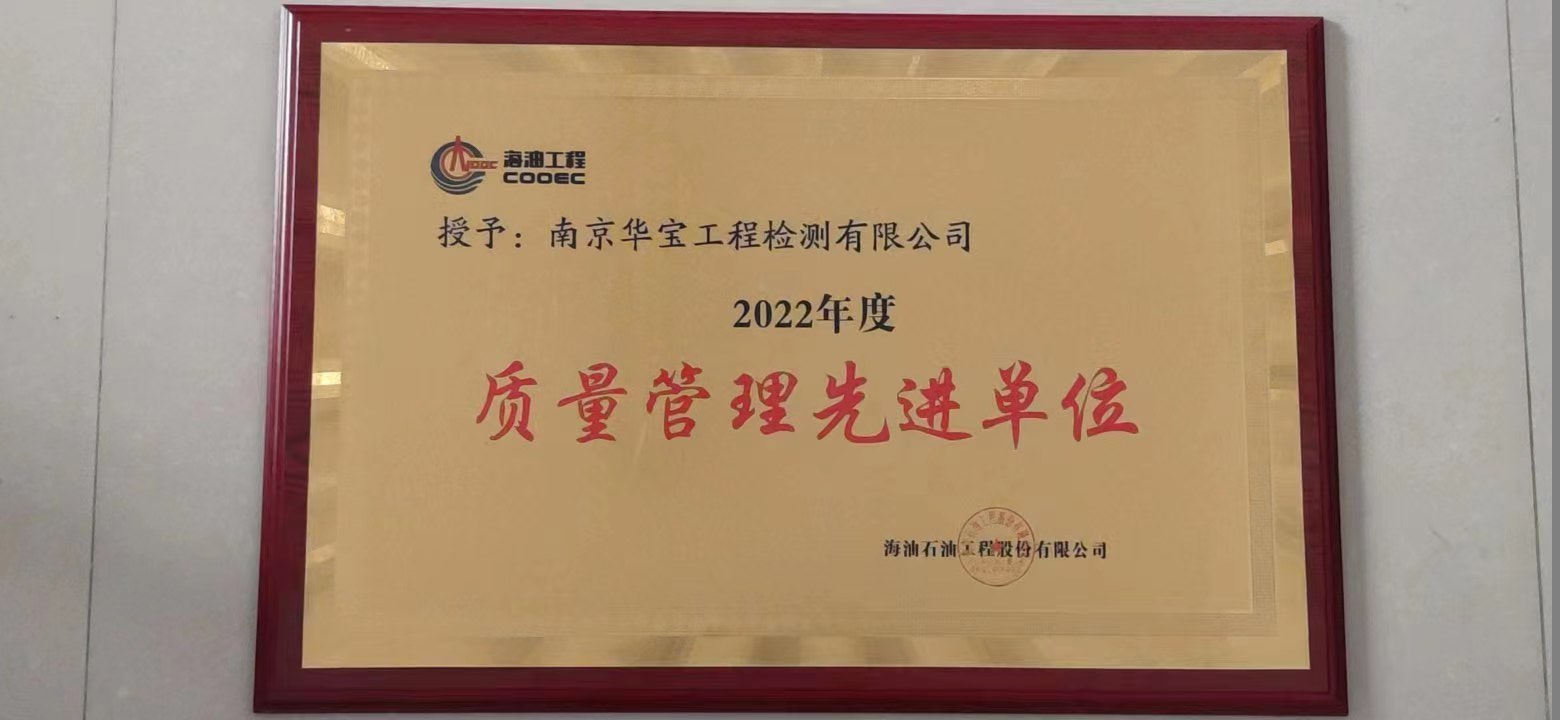 海油工程
COOEC
授予：南京华宝工程检测有限公司
2022年度
质量管理先进单位
海油石油工程股份有限公司